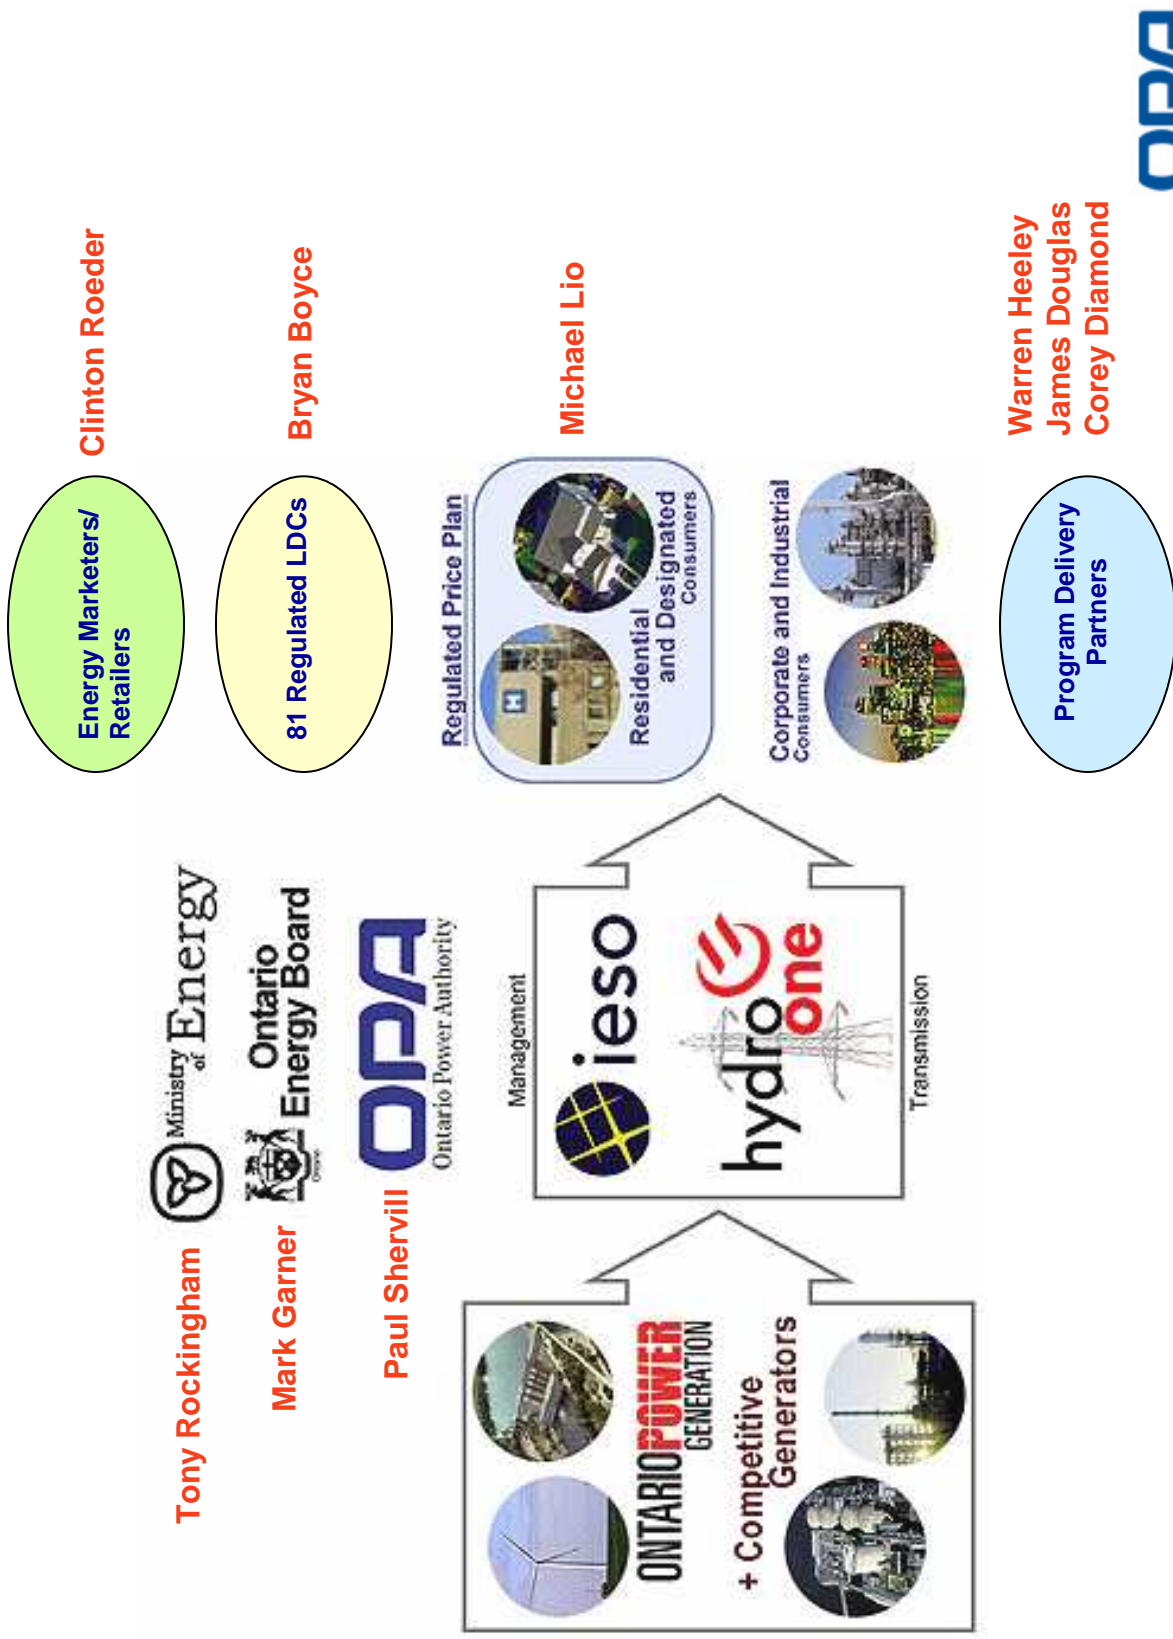 Tony Rockingham
Ministry
of Energy
Mark Garner
Ontario
Ontario
Energy Board
Paul Shervill
OPA
Ontario Power Authority
Energy Marketers/
Retailers
Clinton Roeder
81 Regulated LDCs
Bryan Boyce
ONTARIOPOWER
GENERATION
+ Competitive
Generators
Management
ieso
hydro
one
Transmission
Regulated Price Plan
H
Residential
and Designated
Consumers
Michael Lio
Corporate and Industrial
Consumers
Program Delivery
Partners
Warren Heeley
James Douglas
Corey Diamond
OPA